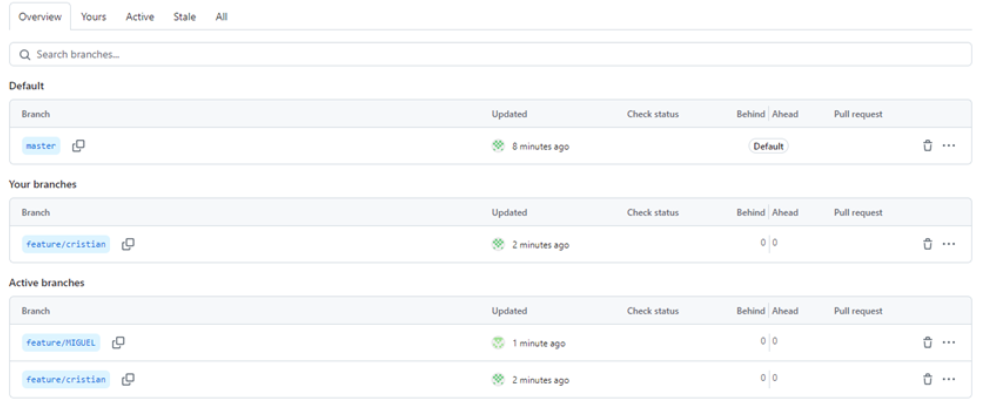 Overview Yours Active Stale All
Search branches...
Default
Branch Updated Check status Behind Ahead Pull request
master 8 minutes ago Default
Your branches
Branch Updated Check status Behind Ahead Pull request
feature/cristian 2 minutes ago 0 0
Active branches
Branch Updated Check status Behind Ahead Pull request
feature/MIGUEL 1 minute ago 0 0
feature/cristian 2 minutes ago 0 0